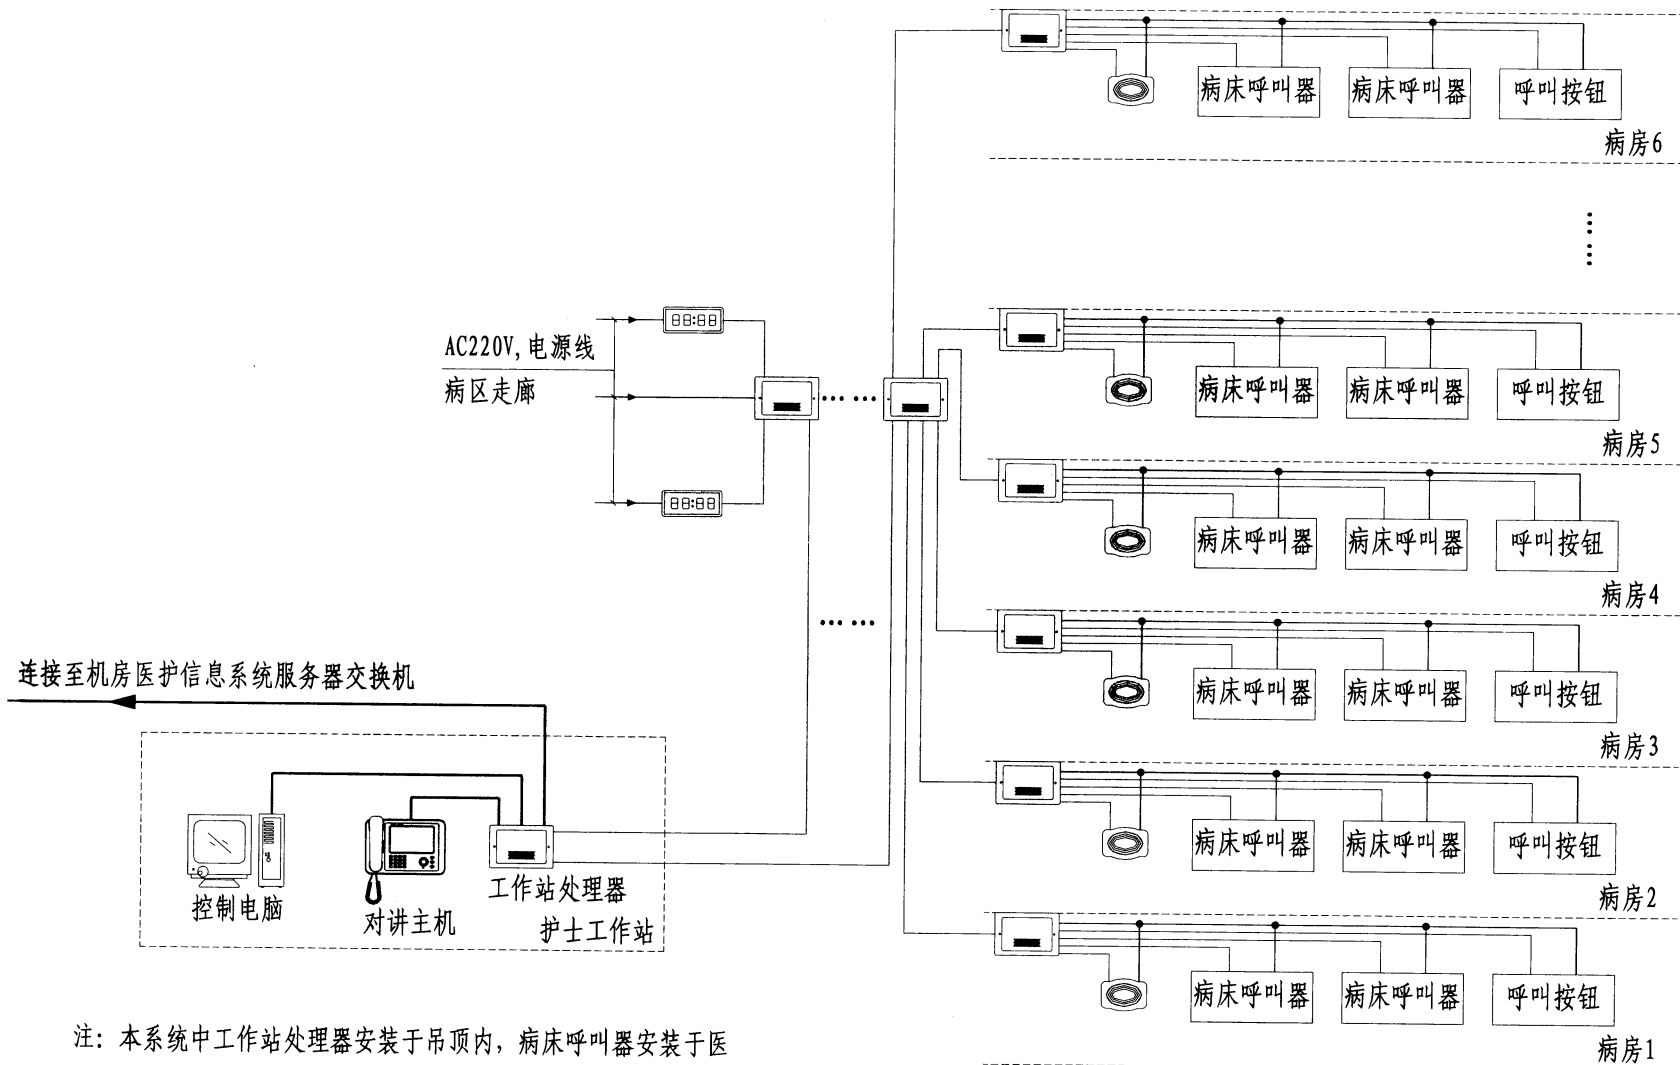 病床呼叫器
病床呼叫器
呼叫按钮
病房6
AC220V,电源线
病区走廊
88:88
88:88
病床呼叫器
病床呼叫器
呼叫按钮
病房5
病床呼叫器
病床呼叫器
呼叫按钮
病房4
病床呼叫器
病床呼叫器
呼叫按钮
病房3
连接至机房医护信息系统服务器交换机
病床呼叫器
病床呼叫器
呼叫按钮
病房2
控制电脑
对讲主机
工作站处理器
护士工作站
病床呼叫器
病床呼叫器
呼叫按钮
病房1
注：本系统中工作站处理器安装于吊顶内，病床呼叫器安装于医